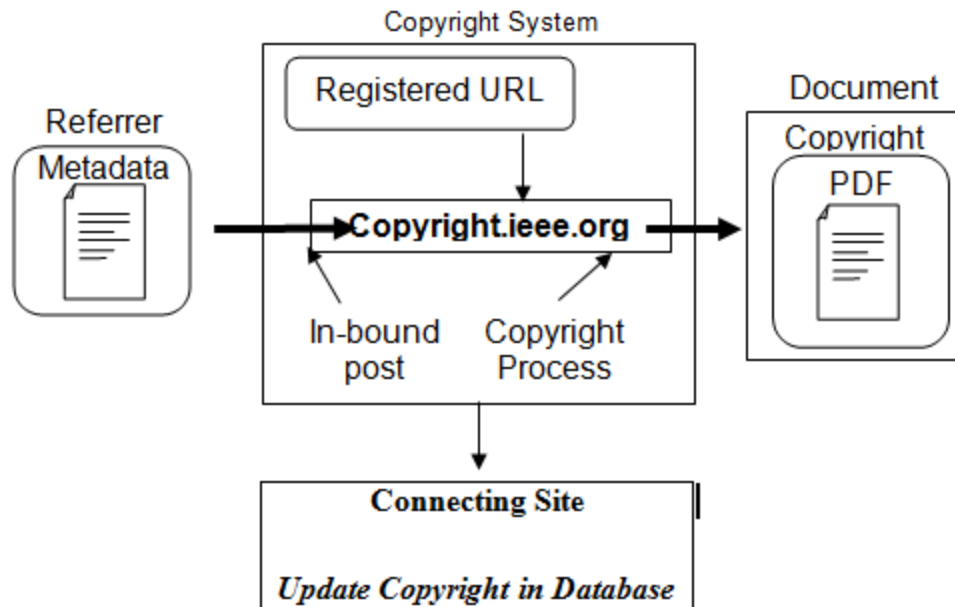 Copyright System
Registered URL
Document
Referrer
Copyright
Metadata
PDF
Copyright.ieee.org
In-bound
post
Copyright
Process
Connecting Site
Update Copyright in Database